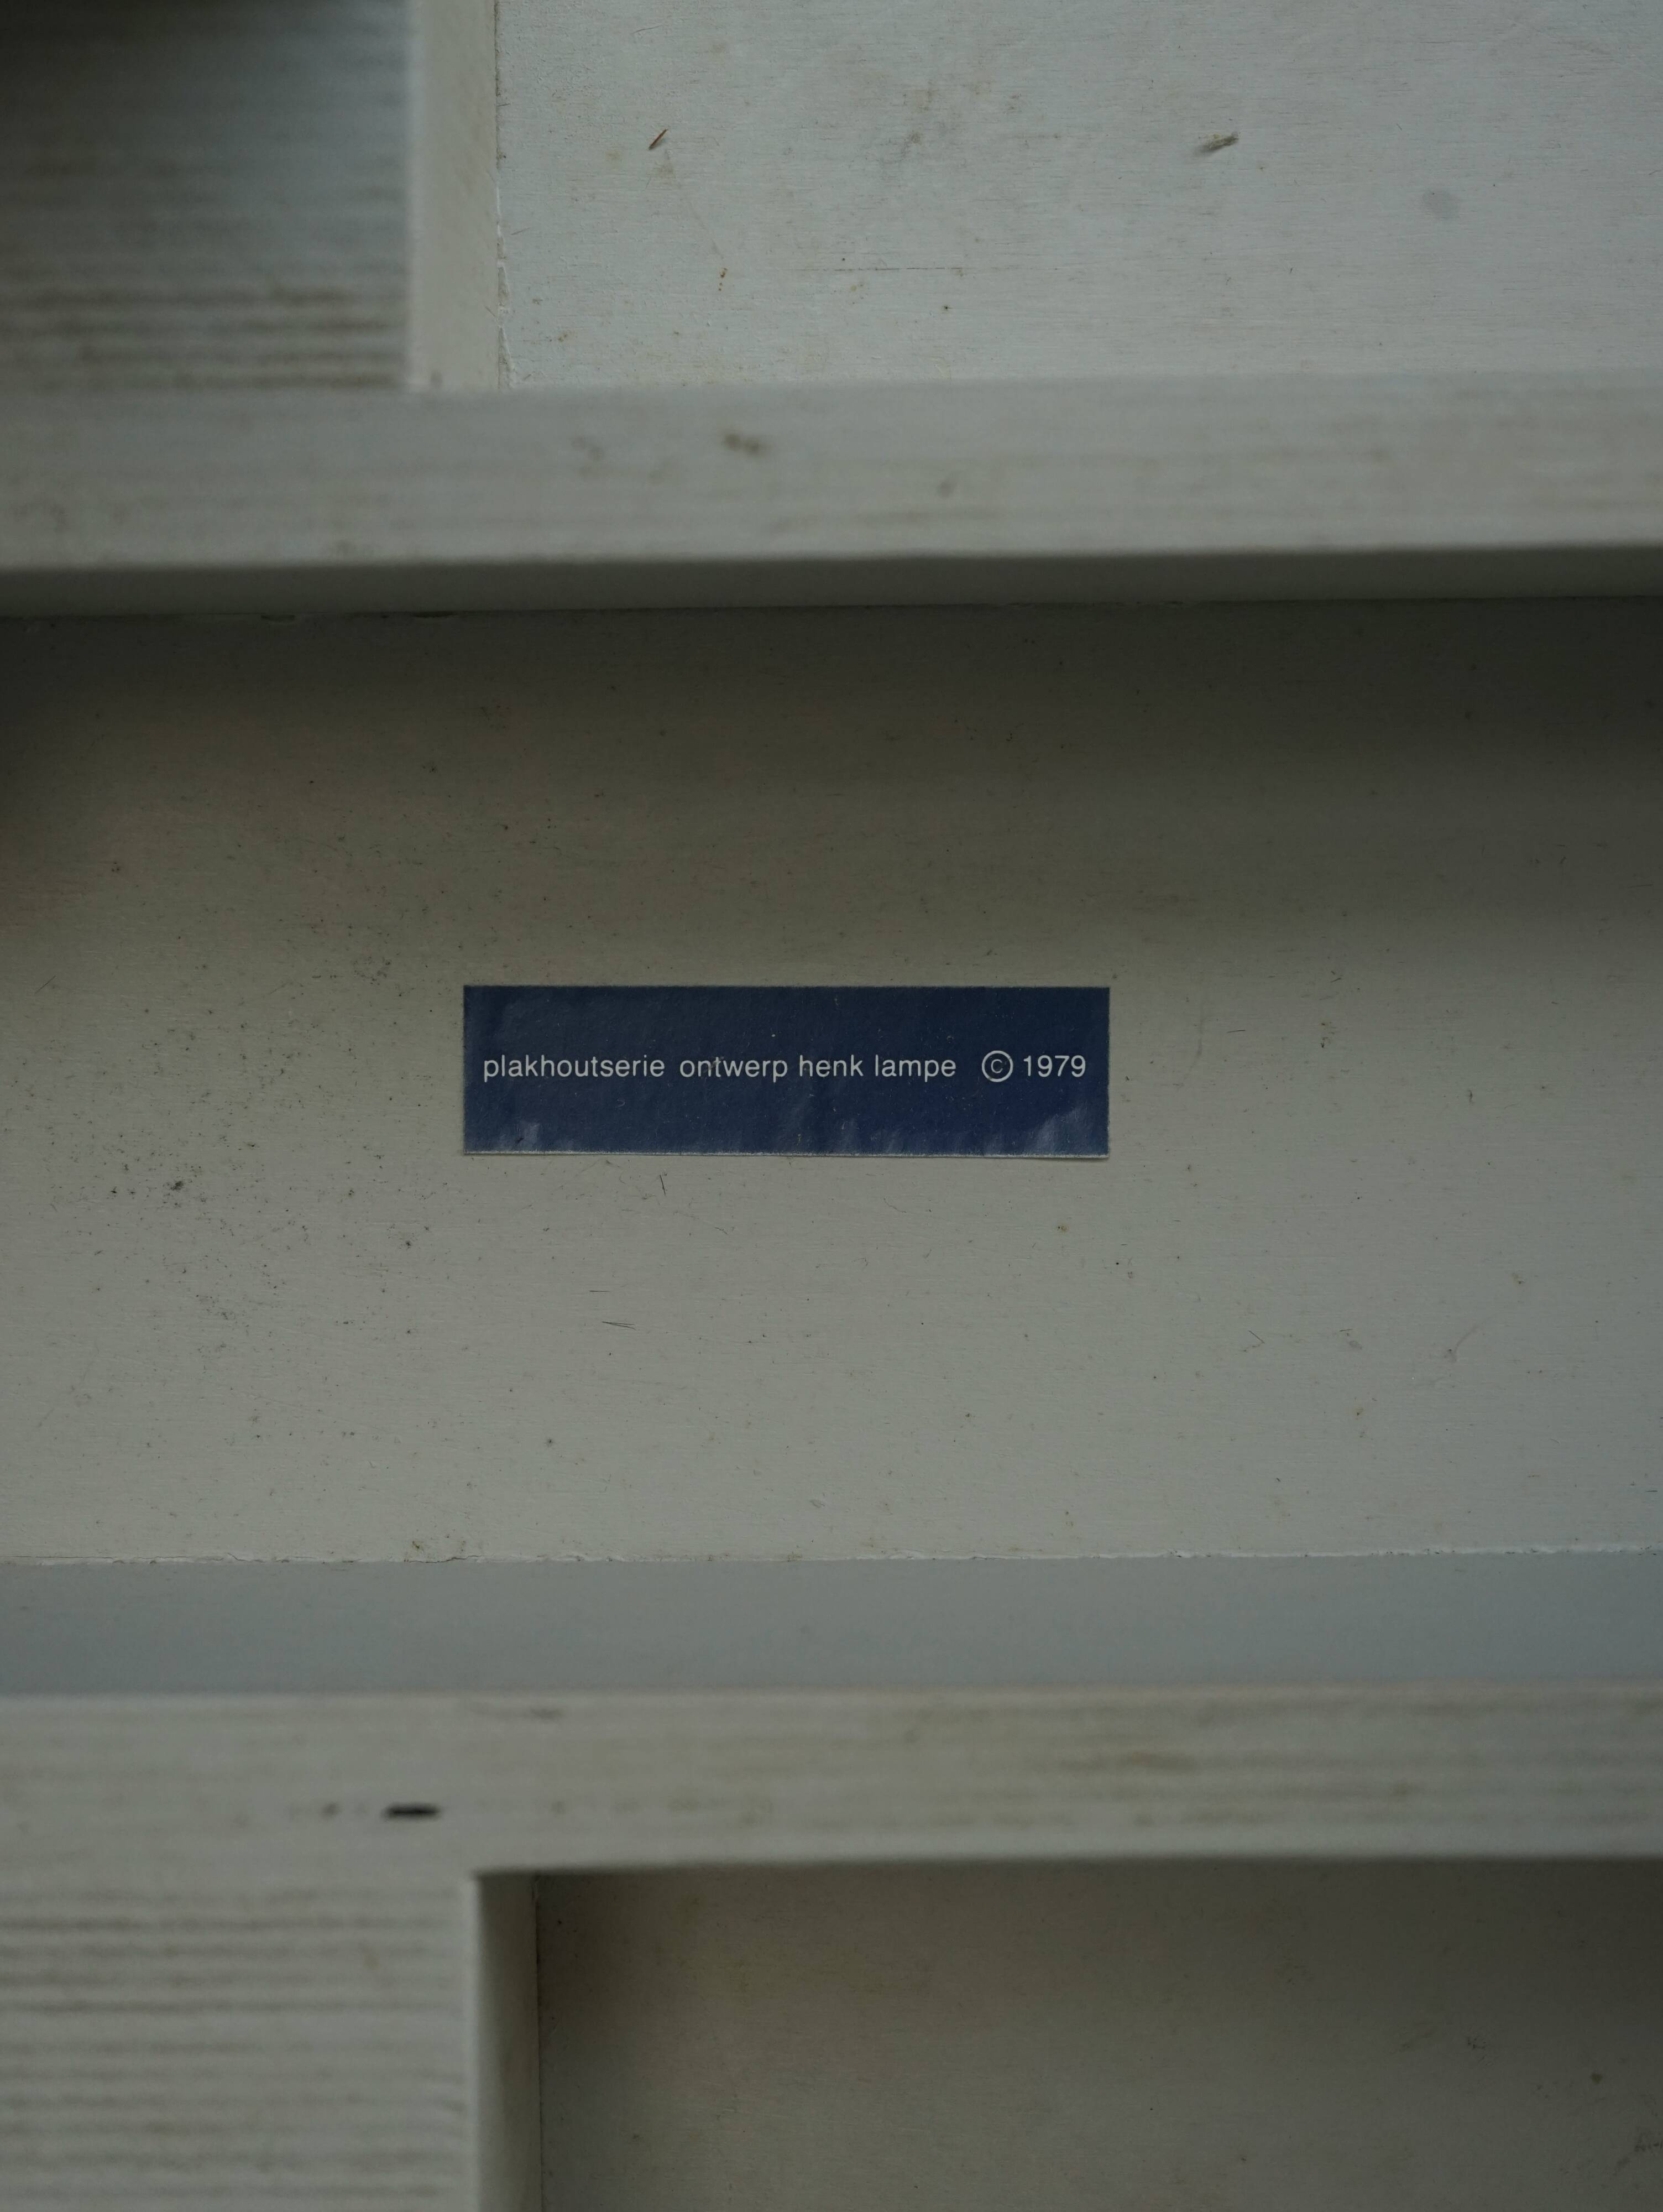 plakhoutserie ontwerp henk lampe © 1979